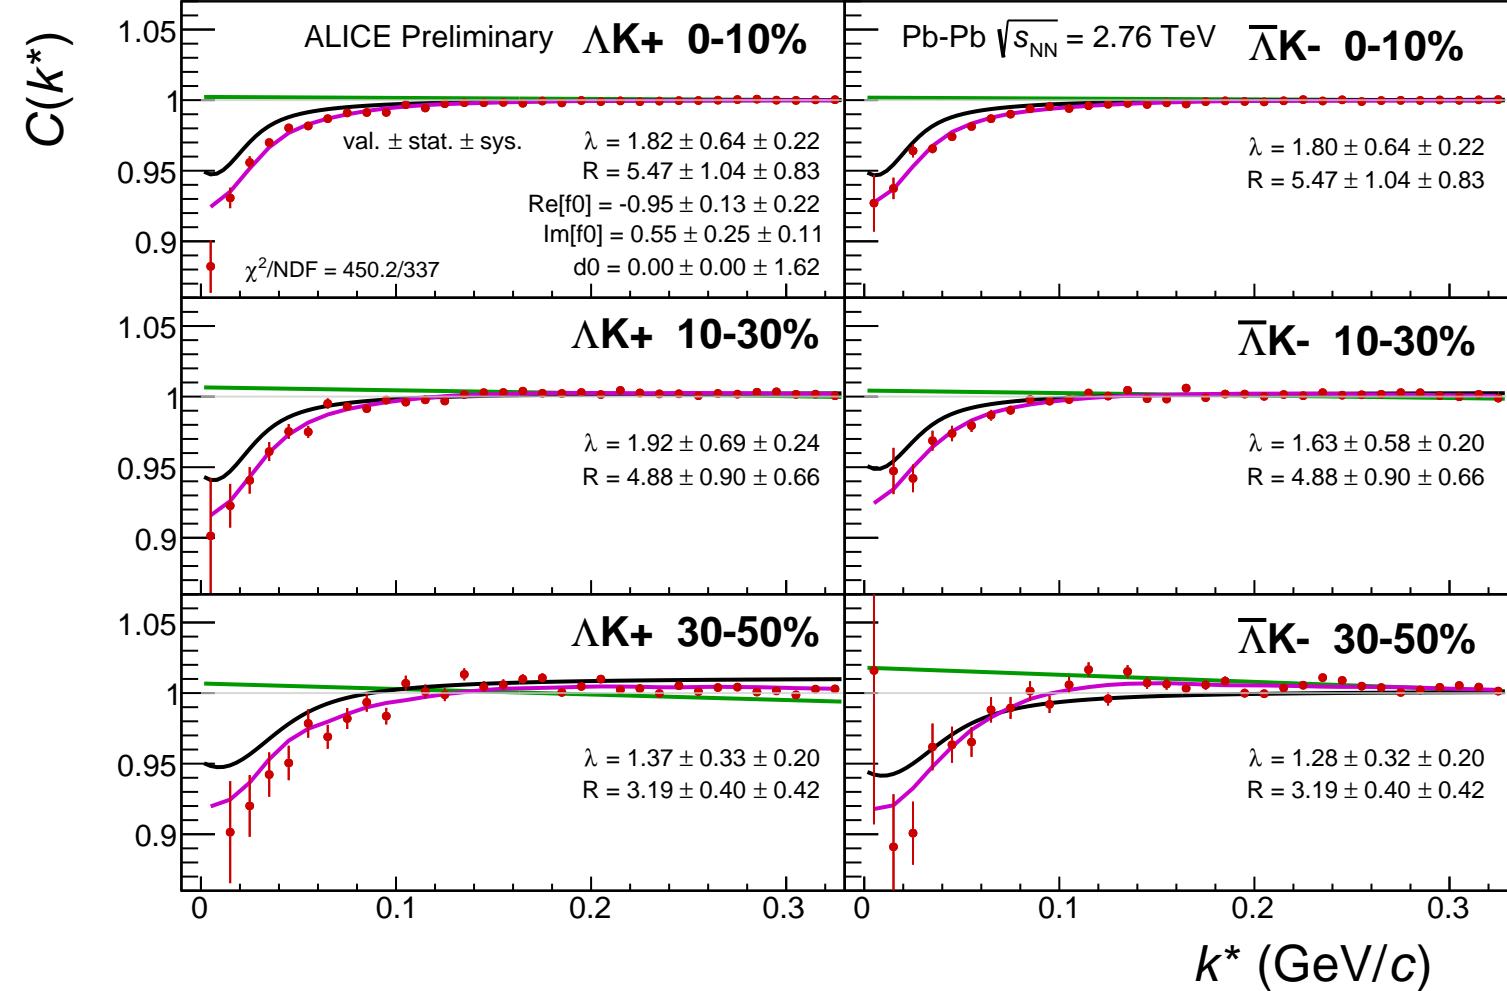 C(k*)
ALICE Preliminary ΛK+ 0-10%
val. ± stat. ± sys.
λ = 1.82 ± 0.64 ± 0.22
R = 5.47 ± 1.04 ± 0.83
Re[f0] = -0.95 ± 0.13 ± 0.22
Im[f0] = 0.55 ± 0.25 ± 0.11
d0 = 0.00 ± 0.00 ± 1.62
χ²/NDF = 450.2/337
1.05
1
0.95
0.9
Pb-Pb √sNN = 2.76 TeV Λ̅K- 0-10%
λ = 1.80 ± 0.64 ± 0.22
R = 5.47 ± 1.04 ± 0.83
ΛK+ 10-30%
λ = 1.92 ± 0.69 ± 0.24
R = 4.88 ± 0.90 ± 0.66
1.05
1
0.95
0.9
Λ̅K- 10-30%
λ = 1.63 ± 0.58 ± 0.20
R = 4.88 ± 0.90 ± 0.66
ΛK+ 30-50%
λ = 1.37 ± 0.33 ± 0.20
R = 3.19 ± 0.40 ± 0.42
1.05
1
0.95
0.9
Λ̅K- 30-50%
λ = 1.28 ± 0.32 ± 0.20
R = 3.19 ± 0.40 ± 0.42
0 0.1 0.2 0.3
0 0.1 0.2 0.3
k* (GeV/c)